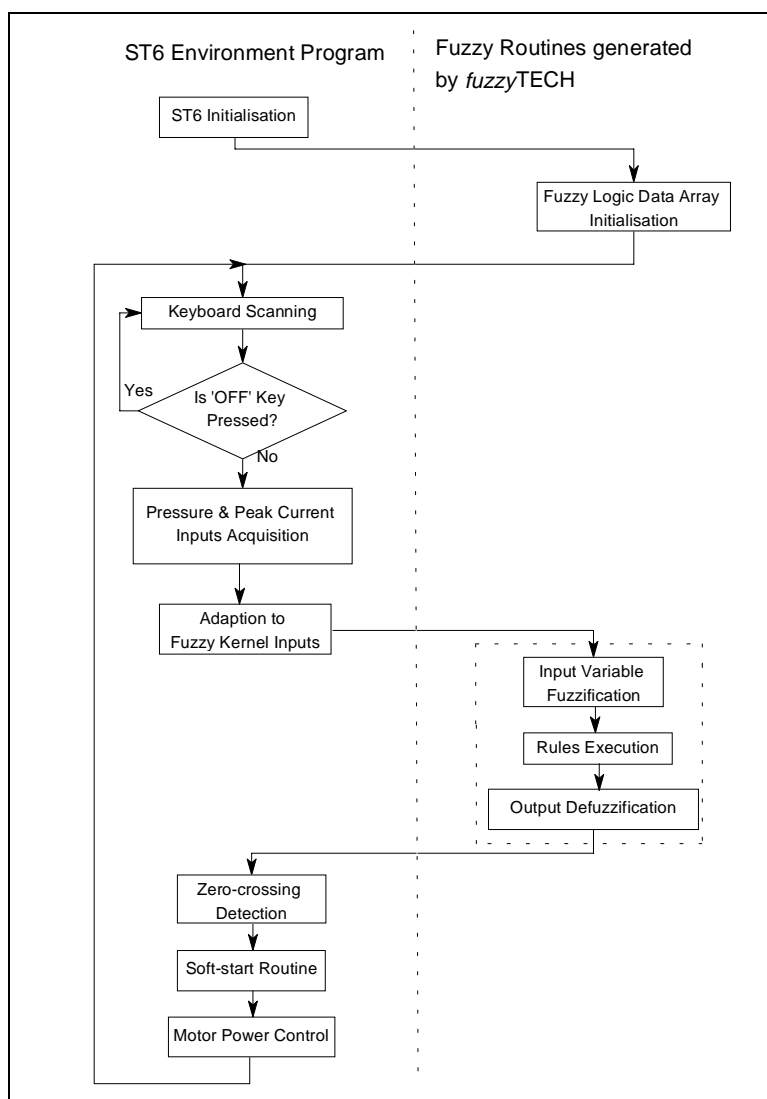 ST6 Environment Program
Fuzzy Routines generated
by fuzzyTECH
ST6 Initialisation
Fuzzy Logic Data Array
Initialisation
Keyboard Scanning
Yes
Is 'OFF' Key
Pressed?
No
Pressure & Peak Current
Inputs Acquisition
Adaption to
Fuzzy Kernel Inputs
Input Variable
Fuzzification
Rules Execution
Output Defuzzification
Zero-crossing
Detection
Soft-start Routine
Motor Power Control